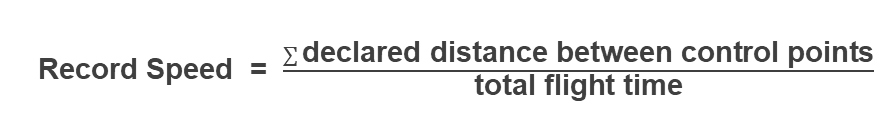 Record Speed = ∑ declared distance between control points
total flight time